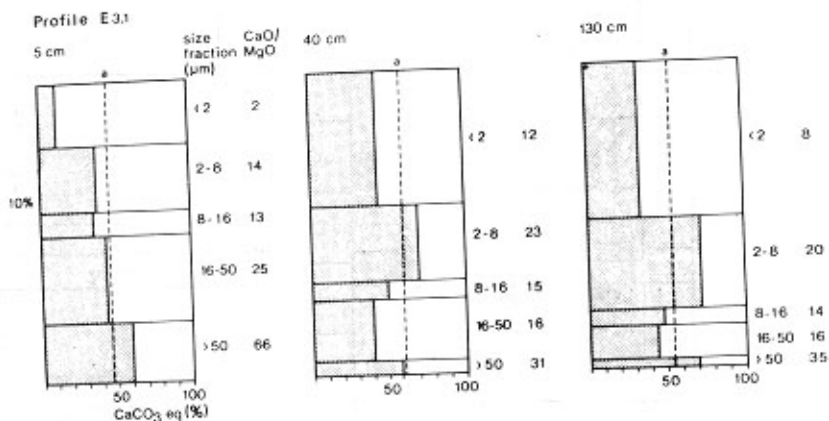 Profile E3.1
5 cm
size fraction (μm)
CaO/MgO
a
<2 2
2-8 14
10%
8-16 13
16-50 25
>50 66
50 100
CaCO3 eq (%)
40 cm
a
<2 12
2-8 23
8-16 15
16-50 16
>50 31
50 100
130 cm
a
<2 8
2-8 20
8-16 14
16-50 16
>50 35
50 100